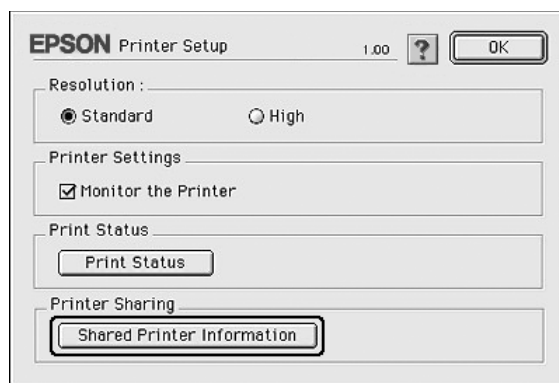 EPSON Printer Setup 1.00 ? OK
Resolution :
Standard High
Printer Settings
Monitor the Printer
Print Status
Print Status
Printer Sharing
Shared Printer Information